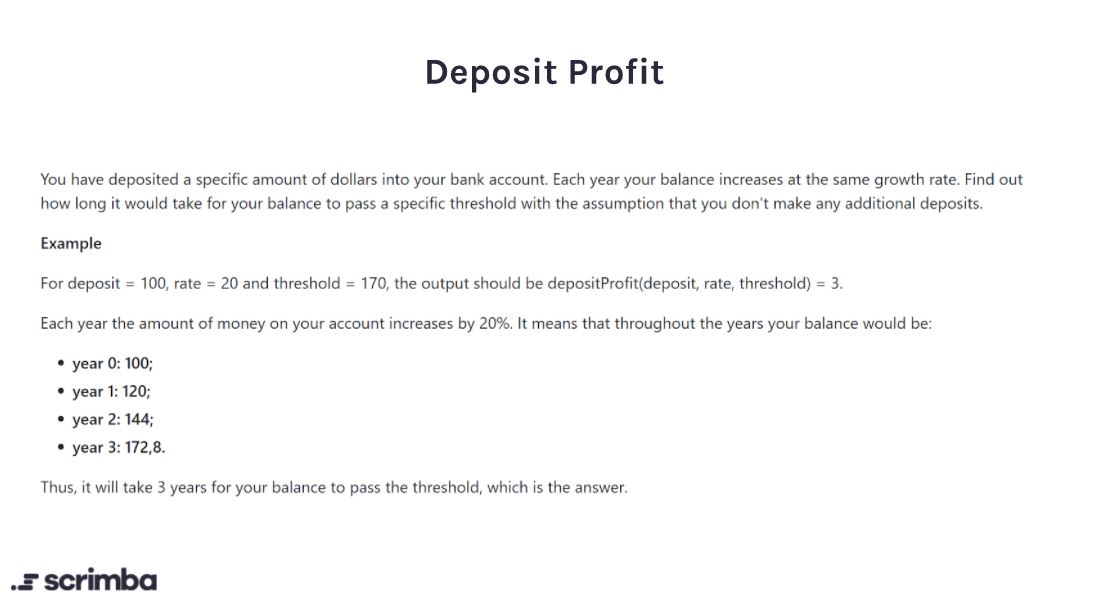 Deposit Profit
You have deposited a specific amount of dollars into your bank account. Each year your balance increases at the same growth rate. Find out
how long it would take for your balance to pass a specific threshold with the assumption that you don't make any additional deposits.
Example
For deposit = 100, rate = 20 and threshold = 170, the output should be depositProfit(deposit, rate, threshold) = 3.
Each year the amount of money on your account increases by 20%. It means that throughout the years your balance would be:
• year 0: 100;
• year 1: 120;
• year 2: 144;
• year 3: 172,8.
Thus, it will take 3 years for your balance to pass the threshold, which is the answer.
scrimba